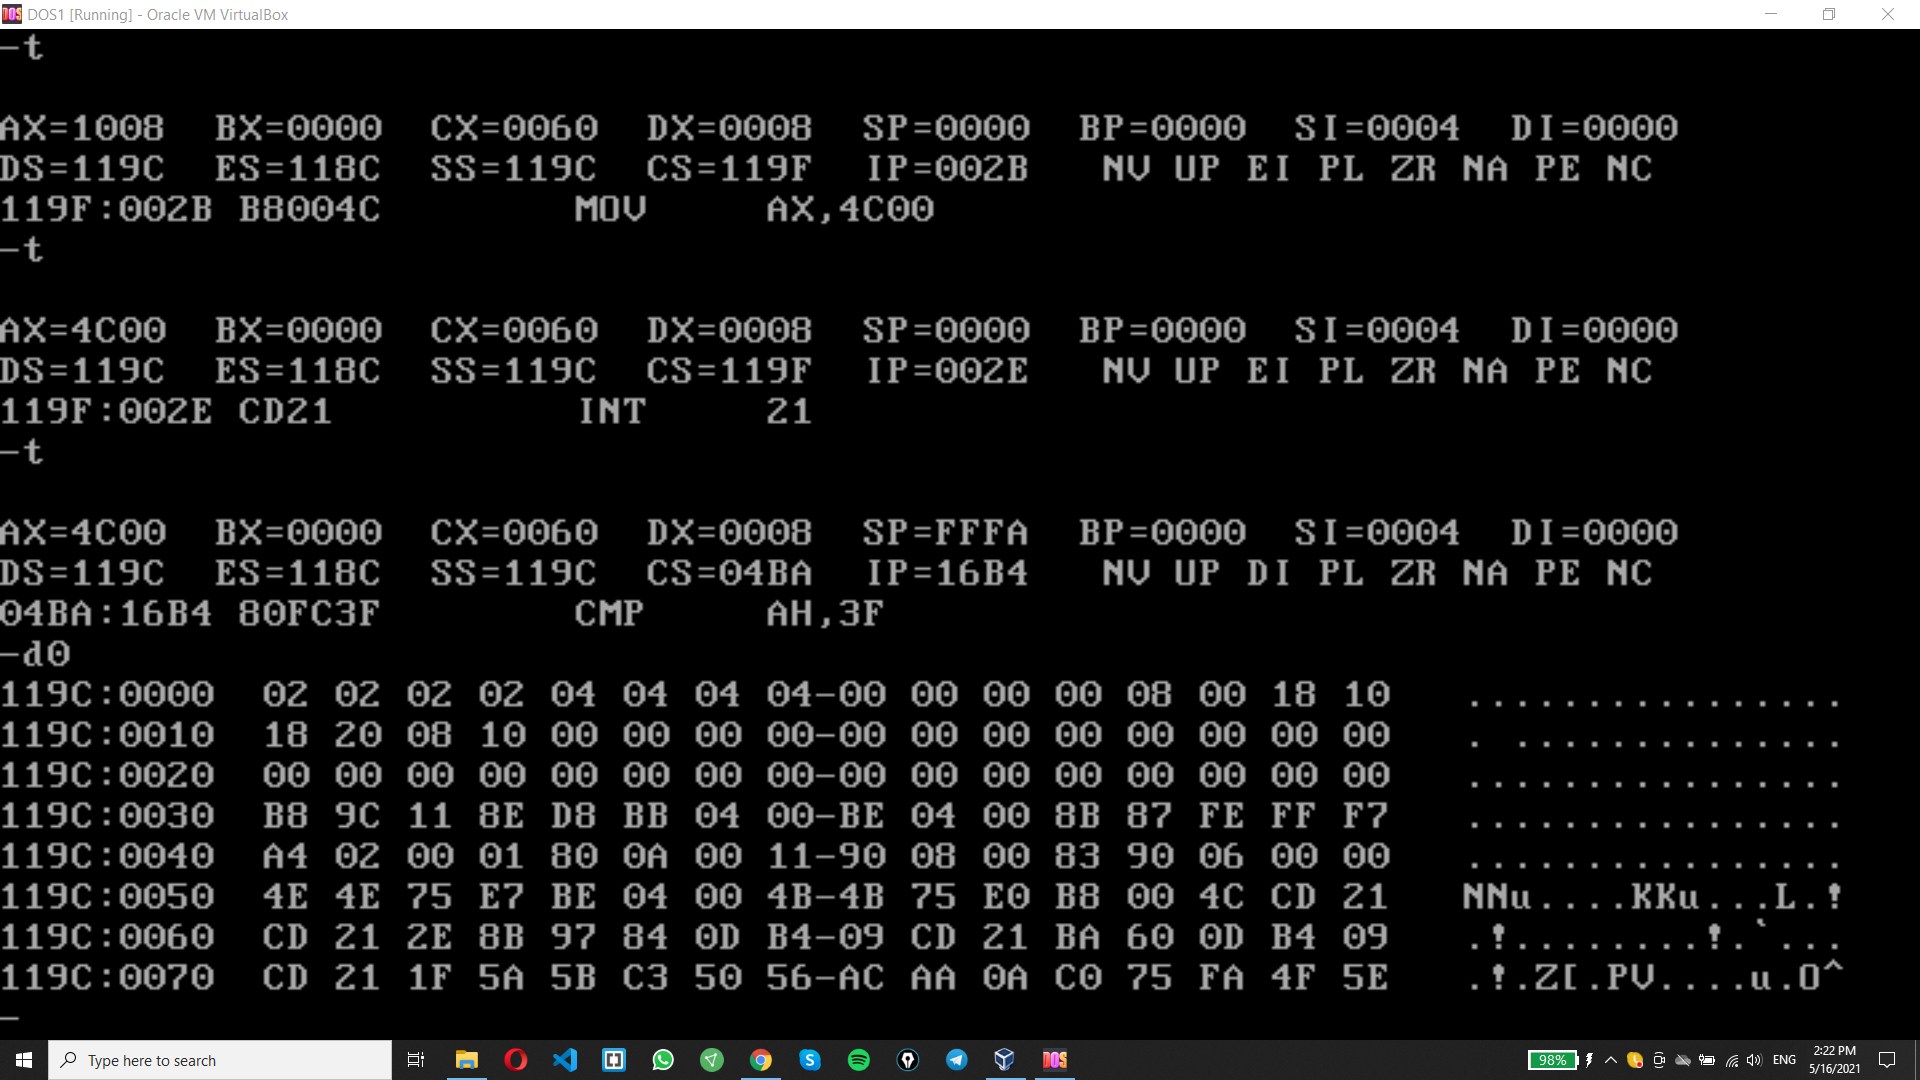 DOS1 [Running] - Oracle VM VirtualBox
-t
AX=1008 BX=0000 CX=0060 DX=0008 SP=0000 BP=0000 SI=0004 DI=0000
DS=119C ES=118C SS=119C CS=119F IP=002B NV UP EI PL ZR NA PE NC
119F:002B B8004C MOV AX,4C00
-t
AX=4C00 BX=0000 CX=0060 DX=0008 SP=0000 BP=0000 SI=0004 DI=0000
DS=119C ES=118C SS=119C CS=119F IP=002E NV UP EI PL ZR NA PE NC
119F:002E CD21 INT 21
-t
AX=4C00 BX=0000 CX=0060 DX=0008 SP=FFFA BP=0000 SI=0004 DI=0000
DS=119C ES=118C SS=119C CS=04BA IP=16B4 NV UP DI PL ZR NA PE NC
04BA:16B4 80FC3F CMP AH,3F
-d0
119C:0000 02 02 02 02 04 04 04 04-00 00 00 00 08 00 18 10 ................
119C:0010 18 20 08 10 00 00 00 00-00 00 00 00 00 00 00 00 . ..............
119C:0020 00 00 00 00 00 00 00 00-00 00 00 00 00 00 00 00 ................
119C:0030 B8 9C 11 8E D8 BB 04 00-BE 04 00 8B 87 FE FF F7 ................
119C:0040 A4 02 00 01 80 0A 00 11-90 08 00 83 90 06 00 00 ................
119C:0050 4E 4E 75 E7 BE 04 00 4B-4B 75 E0 B8 00 4C CD 21 NNu....KKu...L.!
119C:0060 CD 21 2E 8B 97 84 0D B4-09 CD 21 BA 60 0D B4 09 .!........!.`...
119C:0070 CD 21 1F 5A 5B C3 50 56-AC AA 0A C0 75 FA 4F 5E .!.Z[.PV....u.O^
-
Type here to search
98%
ENG
2:22 PM
5/16/2021
DOS